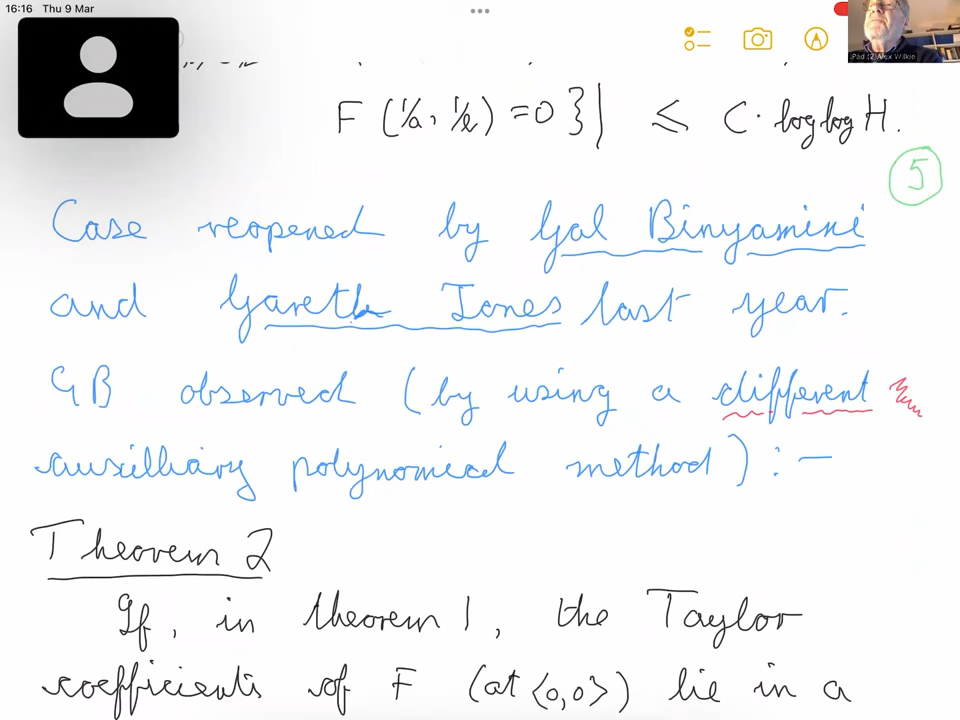 16:16 Thu 9 Mar
Pad (2) Alex Wilkie
F (1/a, 1/b) = 0 }| ≤ C· log log H.
5
Case reopened by Gal Binyamini
and Gareth Jones last year.
GB observed (by using a different
auxilliary polynomial method) : —
Theorem 2
If, in theorem 1, the Taylor
coefficients of F (at <0,0>) lie in a